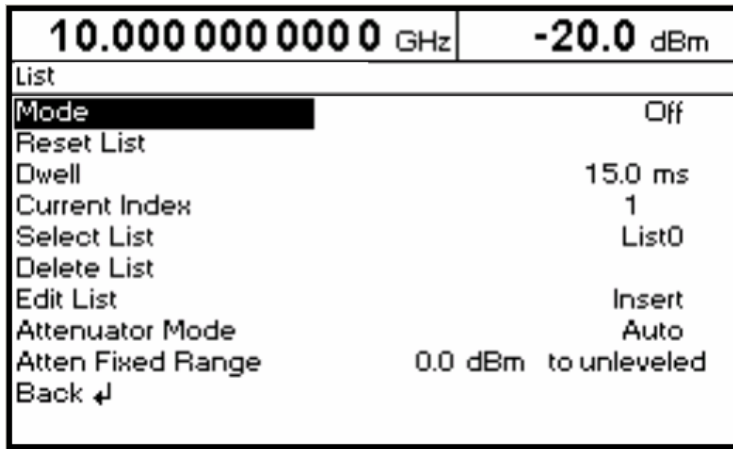 10.000 000 000 0 GHz -20.0 dBm
List
Mode Off
Reset List
Dwell 15.0 ms
Current Index 1
Select List List0
Delete List
Edit List Insert
Attenuator Mode Auto
Atten Fixed Range 0.0 dBm to unleveled
Back ↲